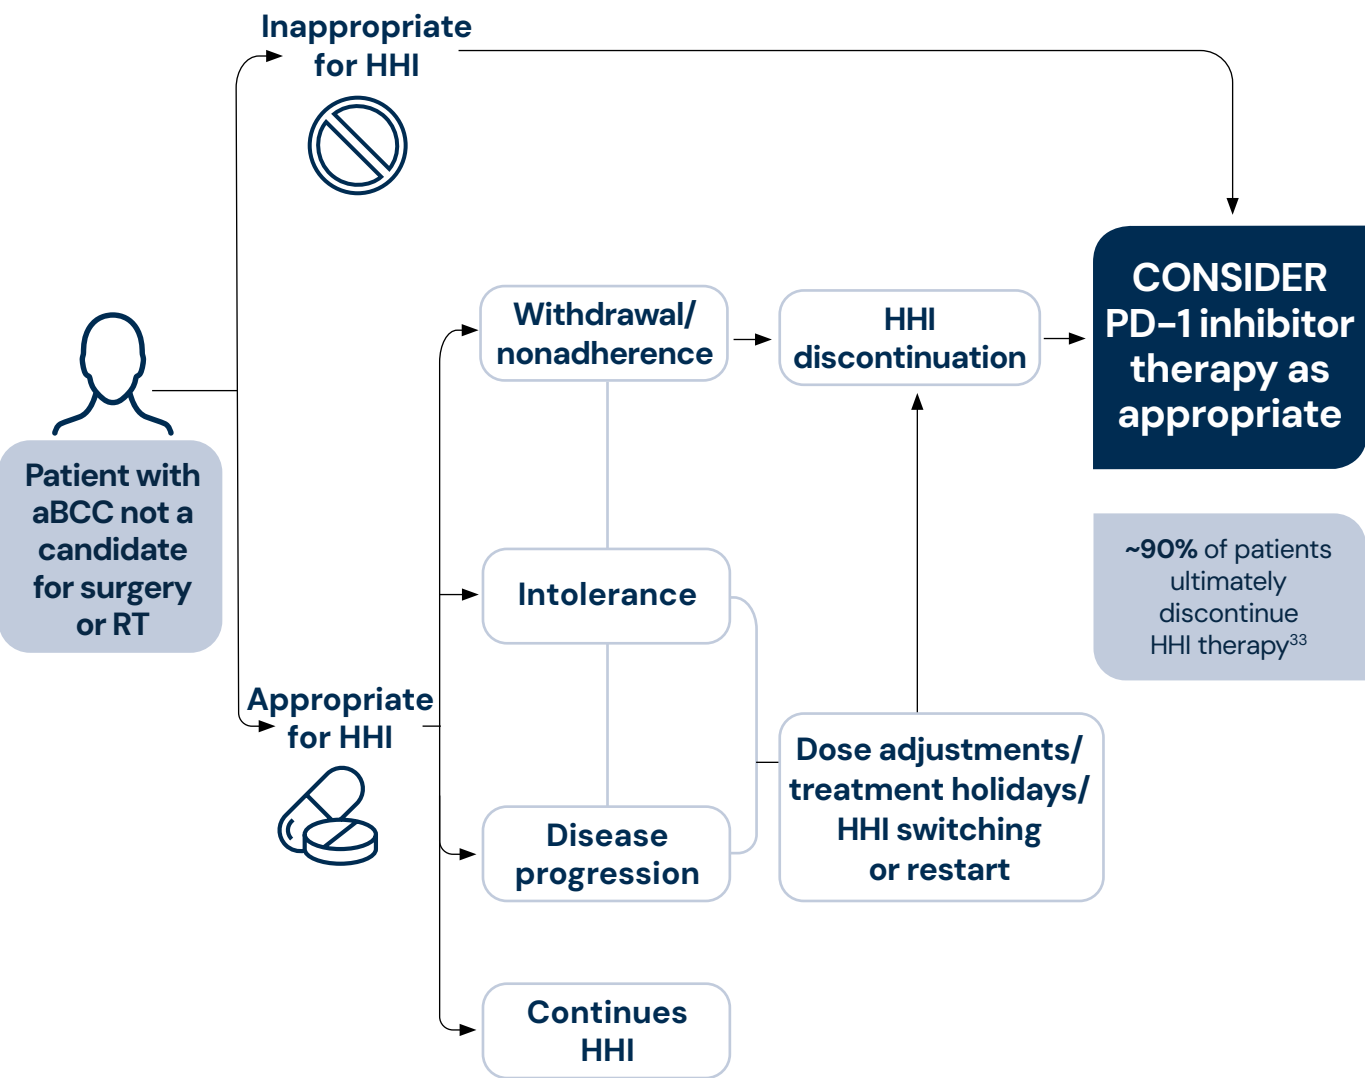 Inappropriate
for HHI
Patient with
aBCC not a
candidate
for surgery
or RT
Appropriate
for HHI
Withdrawal/
nonadherence
Intolerance
Disease
progression
Continues
HHI
HHI
discontinuation
Dose adjustments/
treatment holidays/
HHI switching
or restart
CONSIDER
PD-1 inhibitor
therapy as
appropriate
~90% of patients
ultimately
discontinue
HHI therapy³³